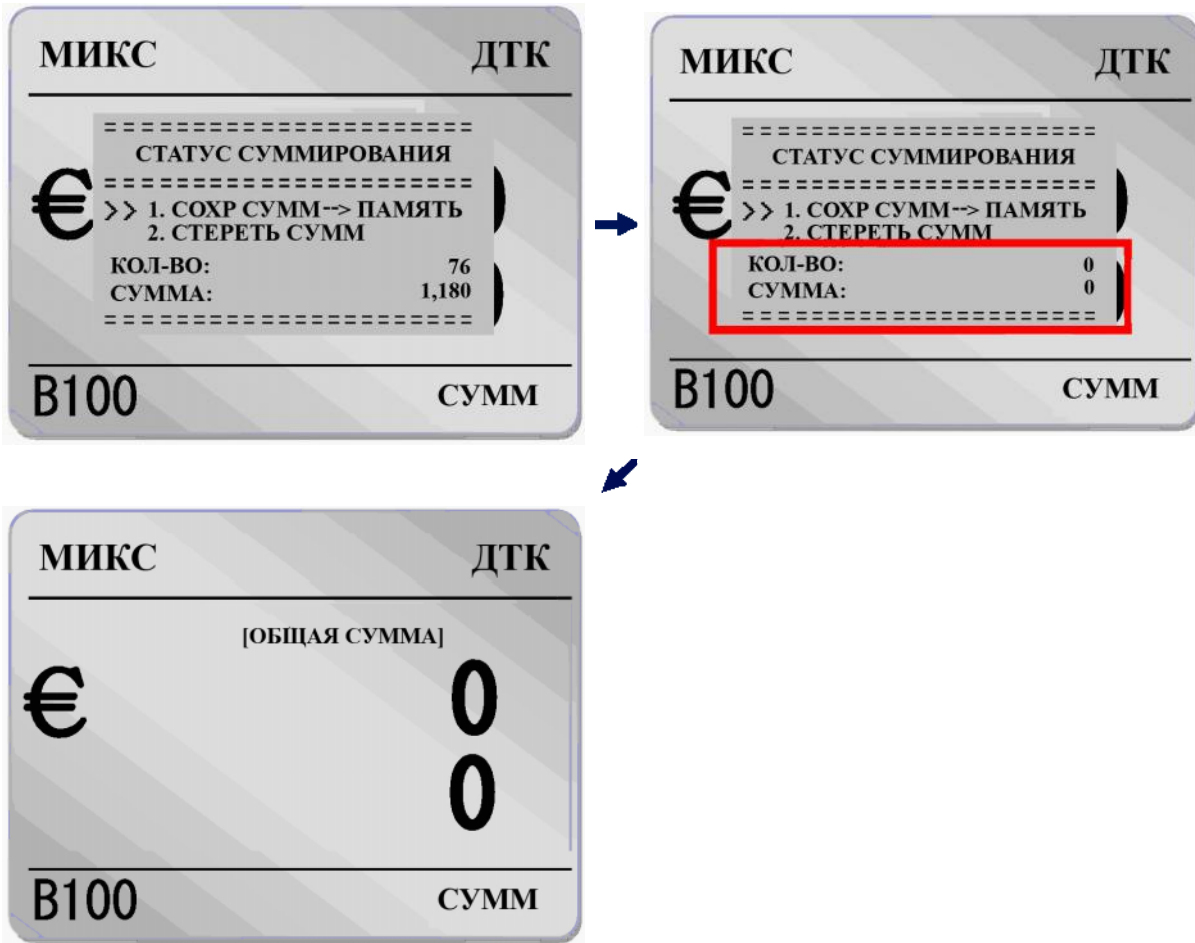 МИКС ДТК
= = = = = = = = = = = = = = = = = = = = =
СТАТУС СУММИРОВАНИЯ
= = = = = = = = = = = = = = = = = = = = =
>> 1. СОХР СУММ--> ПАМЯТЬ
2. СТЕРЕТЬ СУММ
€
КОЛ-ВО: 76
СУММА: 1,180
= = = = = = = = = = = = = = = = = = = = =
B100 СУММ
МИКС ДТК
= = = = = = = = = = = = = = = = = = = = =
СТАТУС СУММИРОВАНИЯ
= = = = = = = = = = = = = = = = = = = = =
>> 1. СОХР СУММ--> ПАМЯТЬ
2. СТЕРЕТЬ СУММ
€
КОЛ-ВО: 0
СУММА: 0
= = = = = = = = = = = = = = = = = = = = =
B100 СУММ
МИКС ДТК
[ОБЩАЯ СУММА]
€ 0
0
B100 СУММ